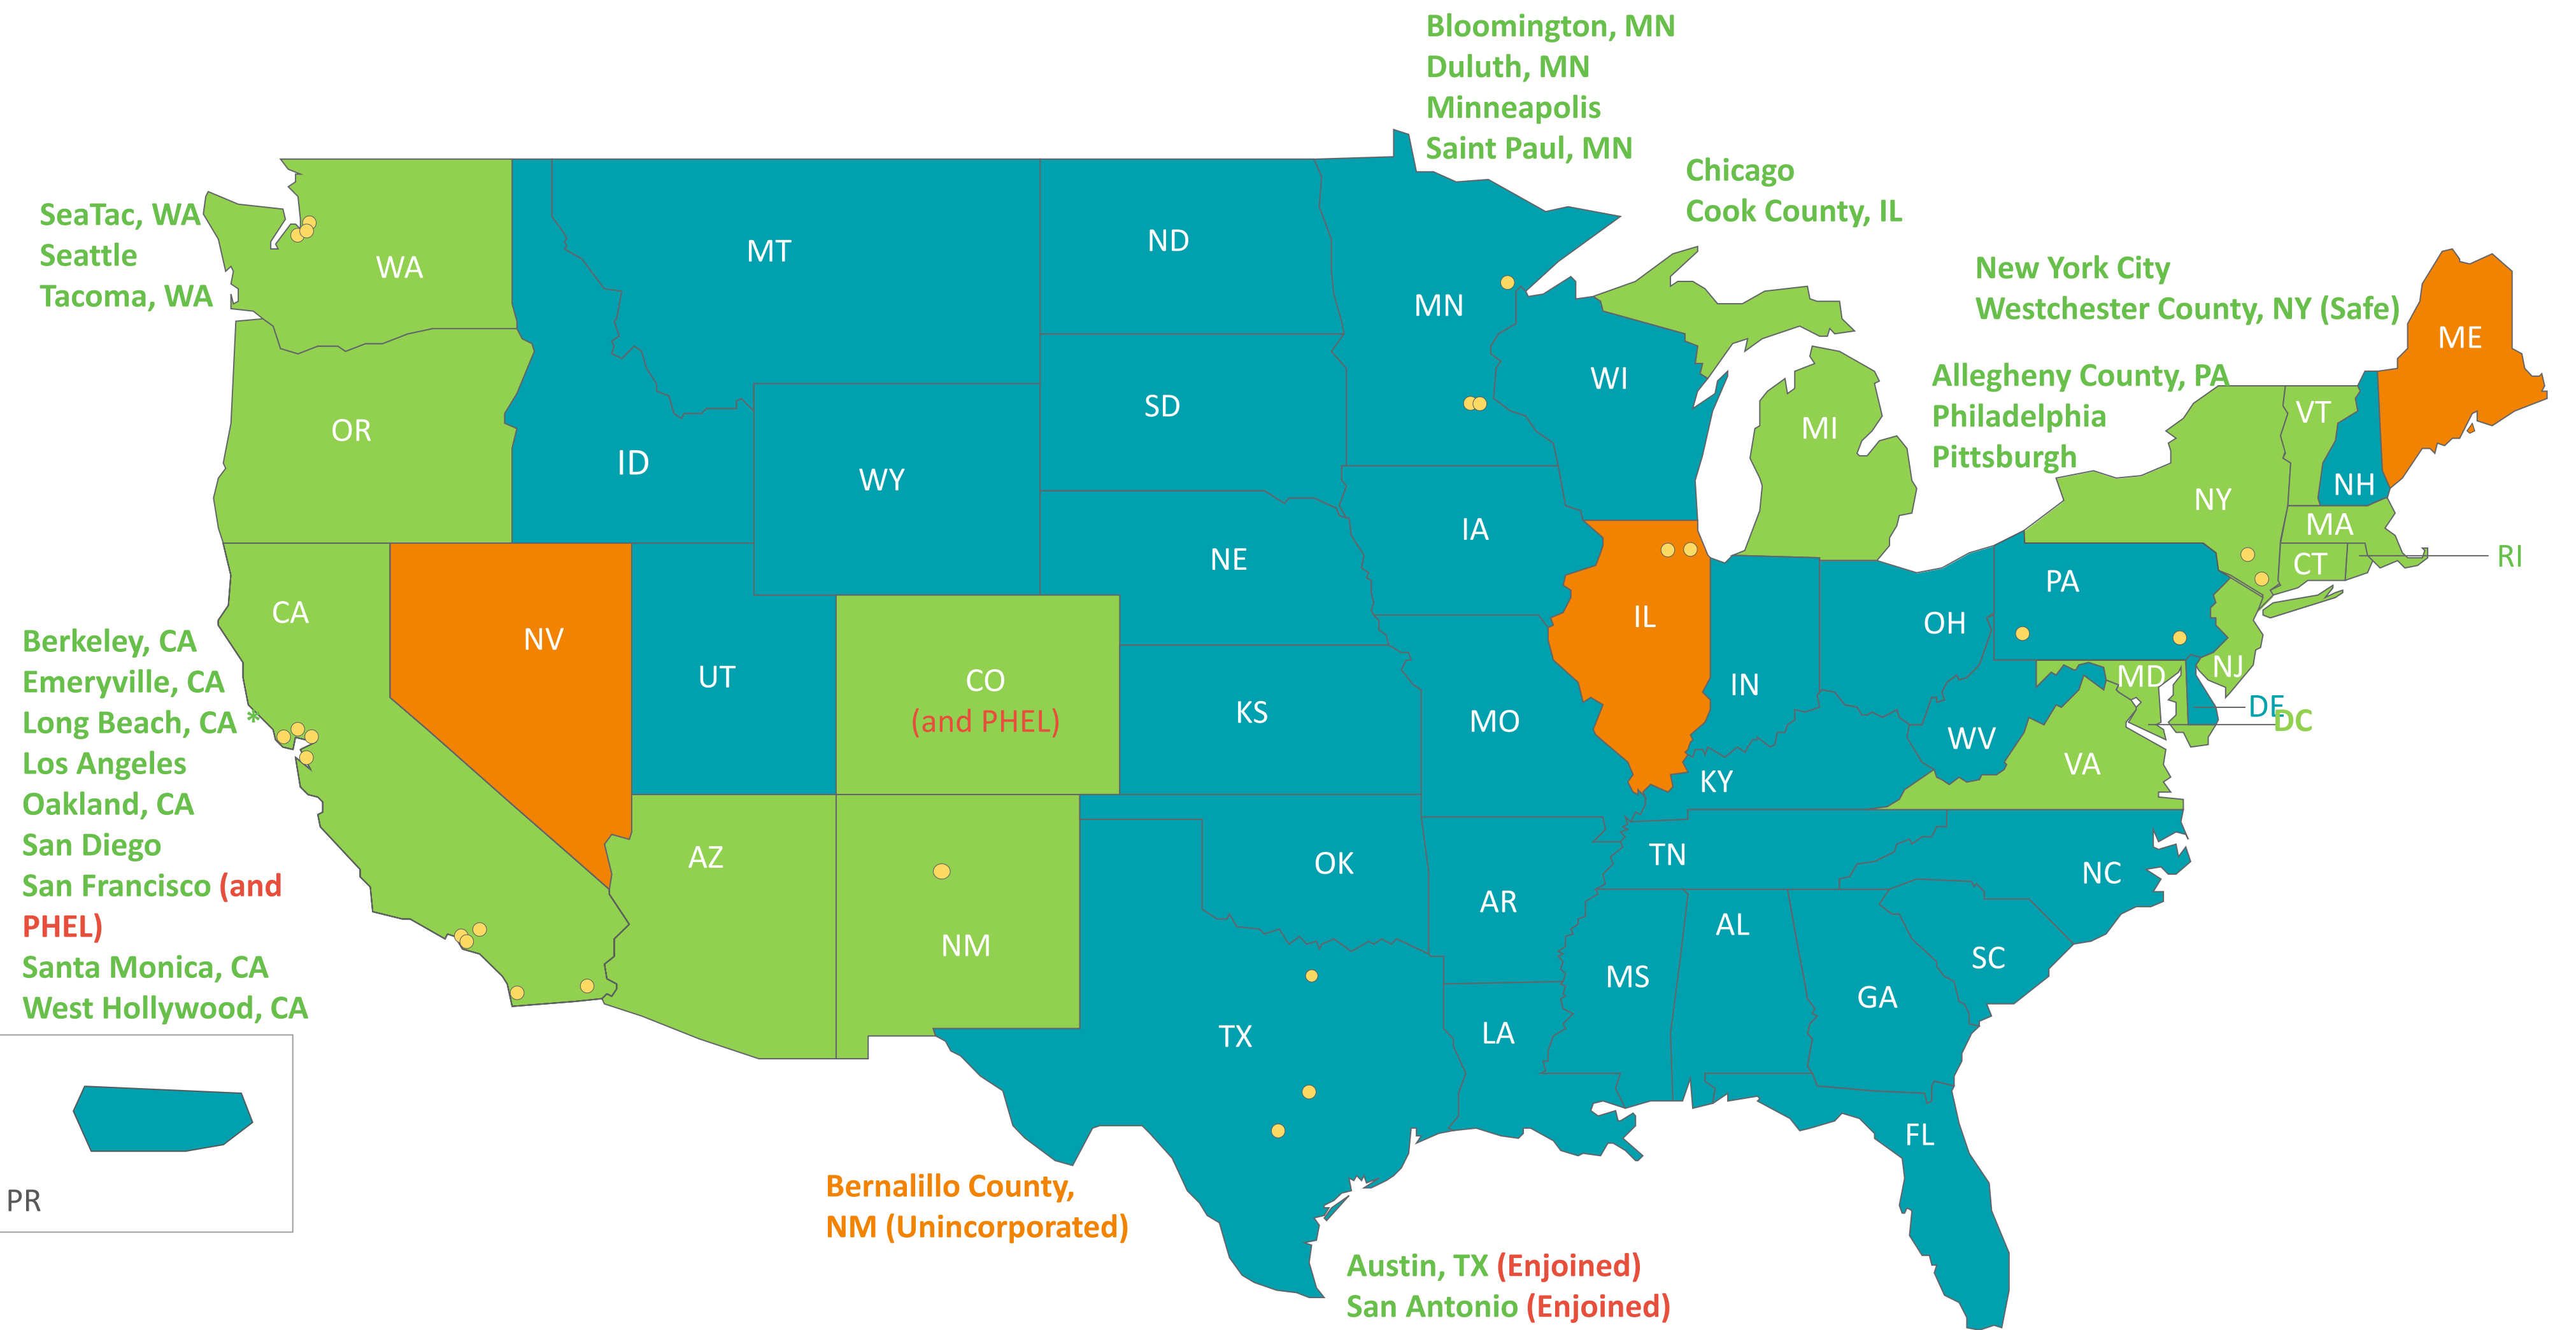 Bloomington, MN
Duluth, MN
Minneapolis
Saint Paul, MN
Chicago
Cook County, IL
SeaTac, WA
Seattle
Tacoma, WA
New York City
Westchester County, NY (Safe)
Allegheny County, PA
Philadelphia
Pittsburgh
WA
MT
ND
MN
ME
OR
ID
WY
SD
WI
MI
VT
NH
NY
MA
CT
RI
CA
NV
UT
CO
(and PHEL)
NE
KS
IA
MO
IL
IN
OH
PA
NJ
MD
DE
DC
WV
VA
KY
Berkeley, CA
Emeryville, CA
Long Beach, CA *
Los Angeles
Oakland, CA
San Diego
San Francisco (and
PHEL)
Santa Monica, CA
West Hollywood, CA
AZ
NM
OK
AR
TN
NC
TX
LA
MS
AL
GA
SC
FL
PR
Bernalillo County,
NM (Unincorporated)
Austin, TX (Enjoined)
San Antonio (Enjoined)